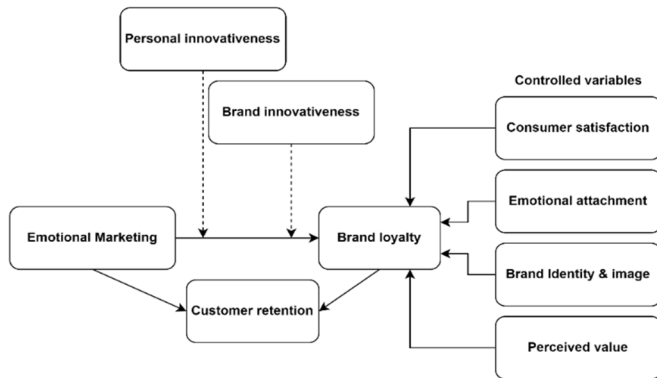 Personal innovativeness
Brand innovativeness
Controlled variables
Consumer satisfaction
Emotional attachment
Emotional Marketing
Brand loyalty
Brand Identity & image
Customer retention
Perceived value